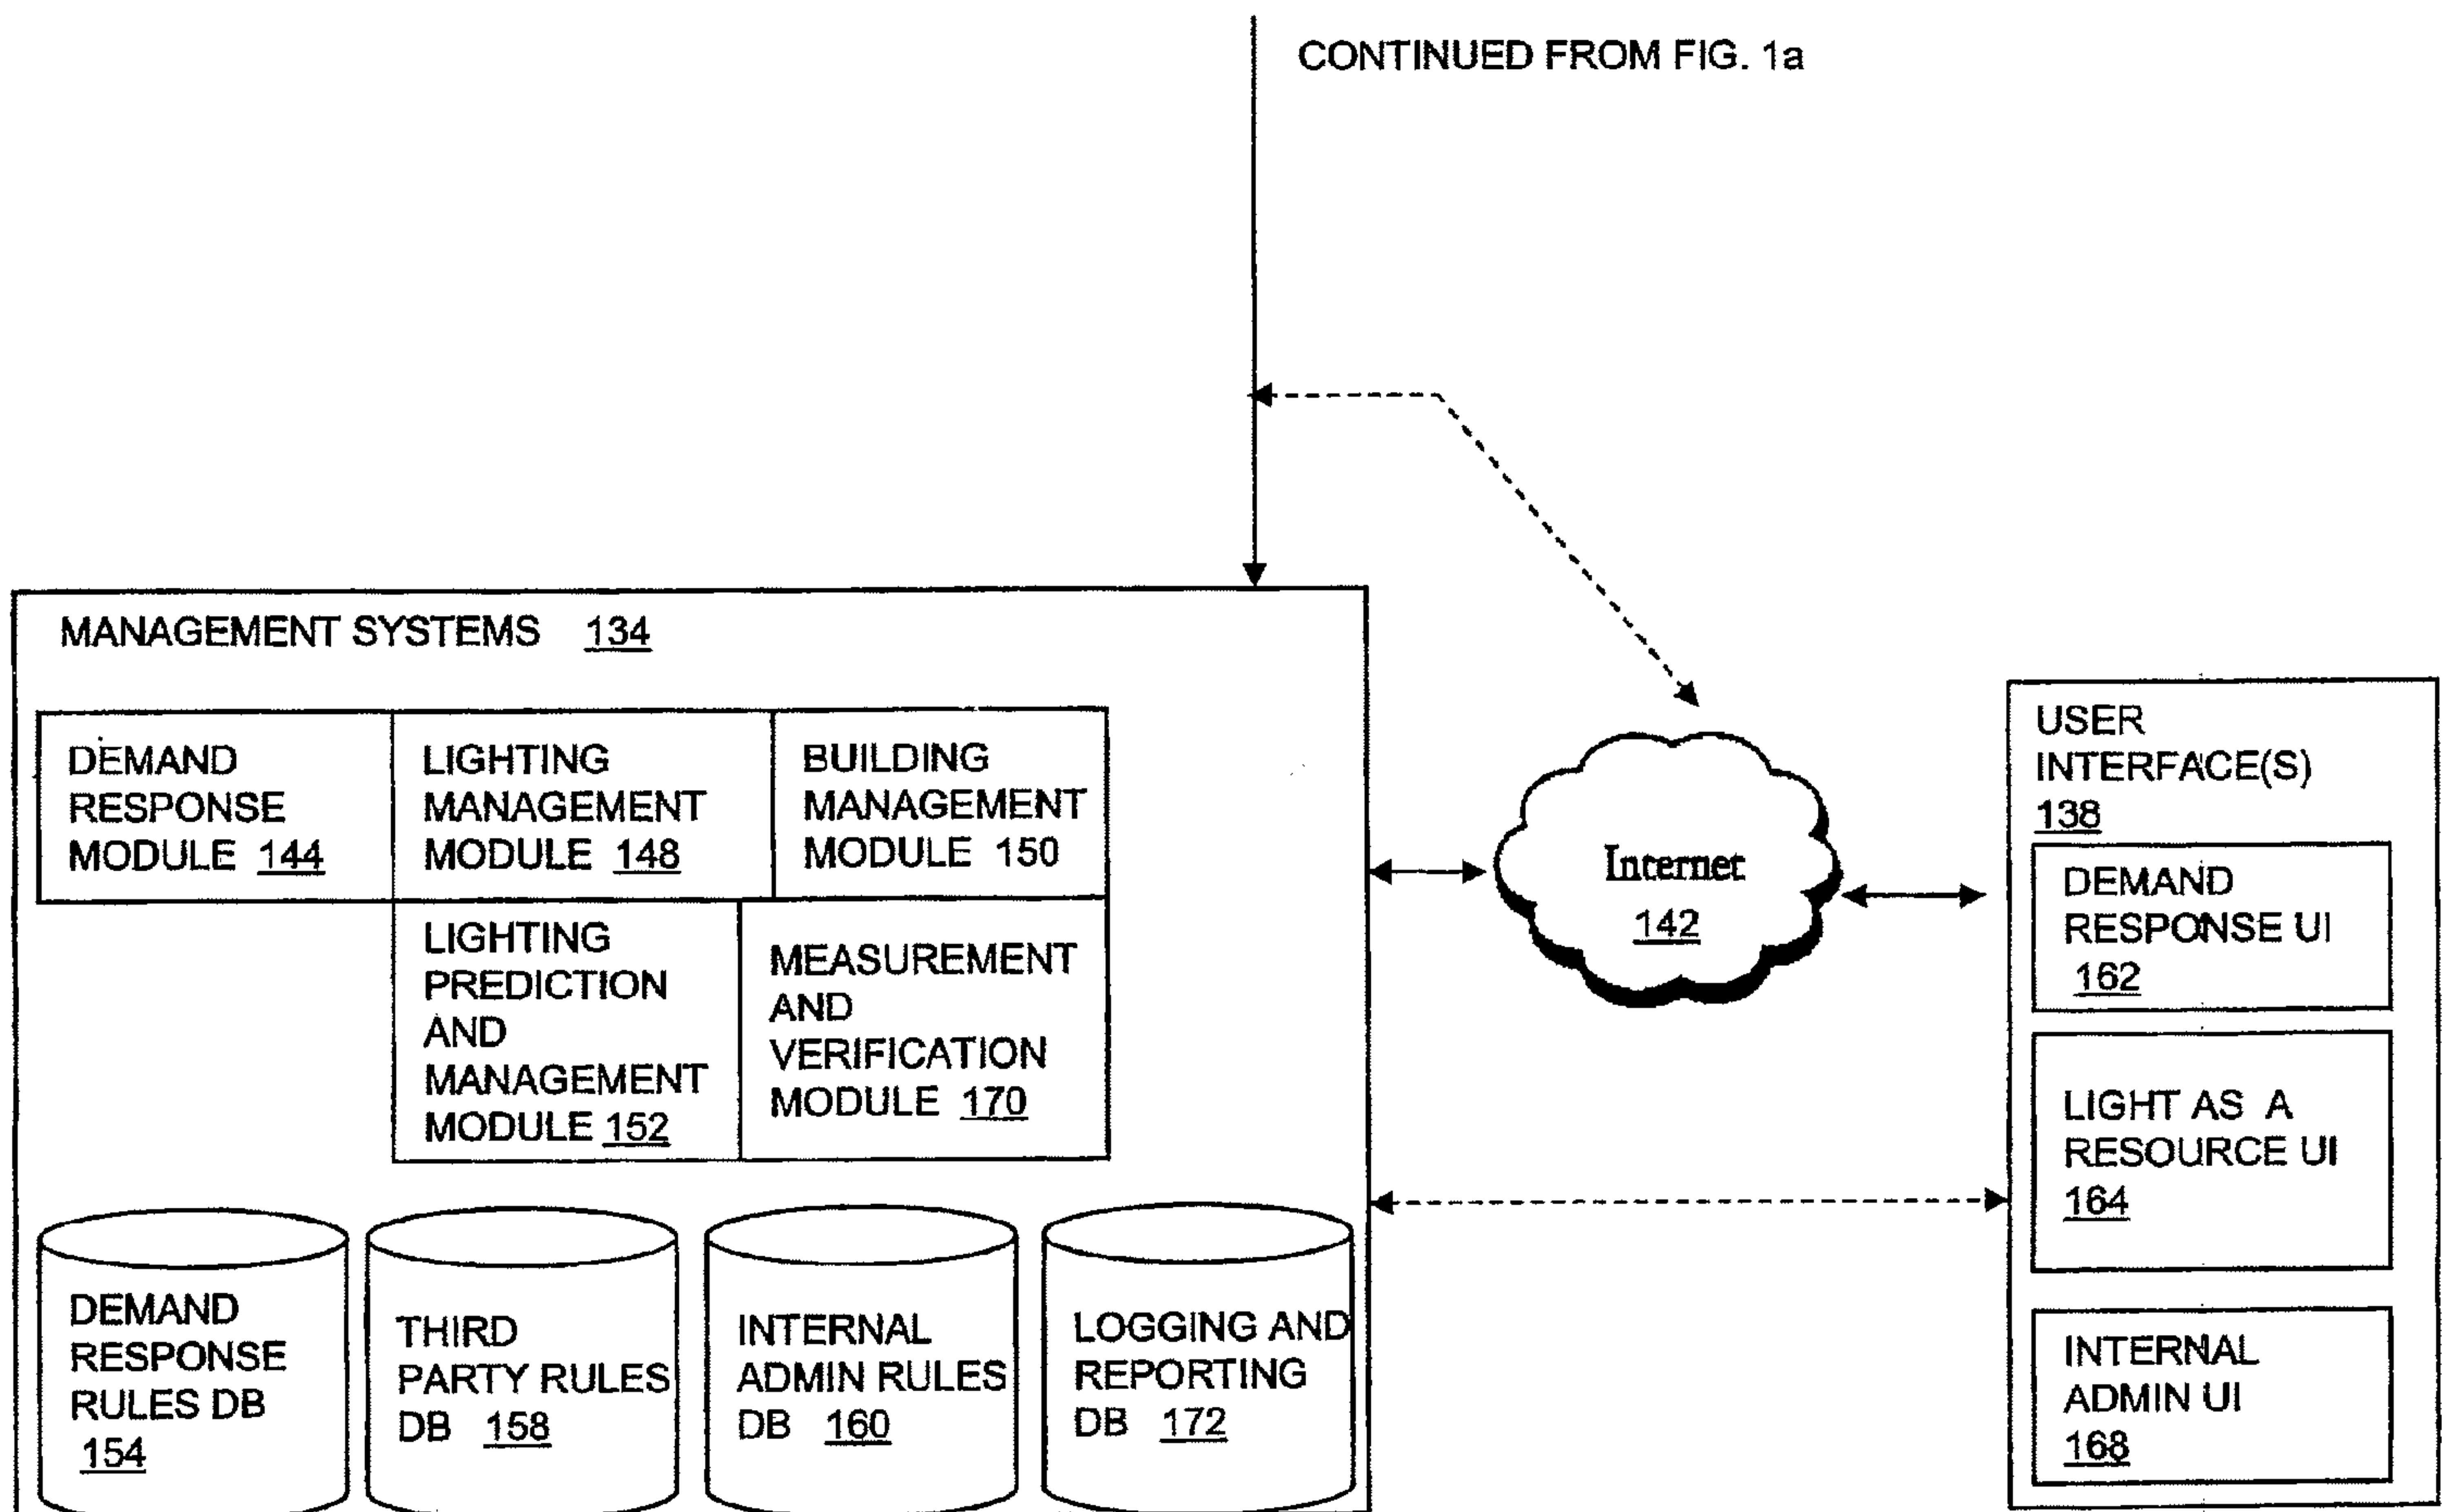 CONTINUED FROM FIG. 1a
MANAGEMENT SYSTEMS 134
DEMAND
RESPONSE
MODULE 144
LIGHTING
MANAGEMENT
MODULE 148
BUILDING
MANAGEMENT
MODULE 150
LIGHTING
PREDICTION
AND
MANAGEMENT
MODULE 152
MEASUREMENT
AND
VERIFICATION
MODULE 170
DEMAND
RESPONSE
RULES DB
154
THIRD
PARTY RULES
DB 158
INTERNAL
ADMIN RULES
DB 160
LOGGING AND
REPORTING
DB 172
Internet
142
USER
INTERFACE(S)
138
DEMAND
RESPONSE UI
162
LIGHT AS A
RESOURCE UI
164
INTERNAL
ADMIN UI
168